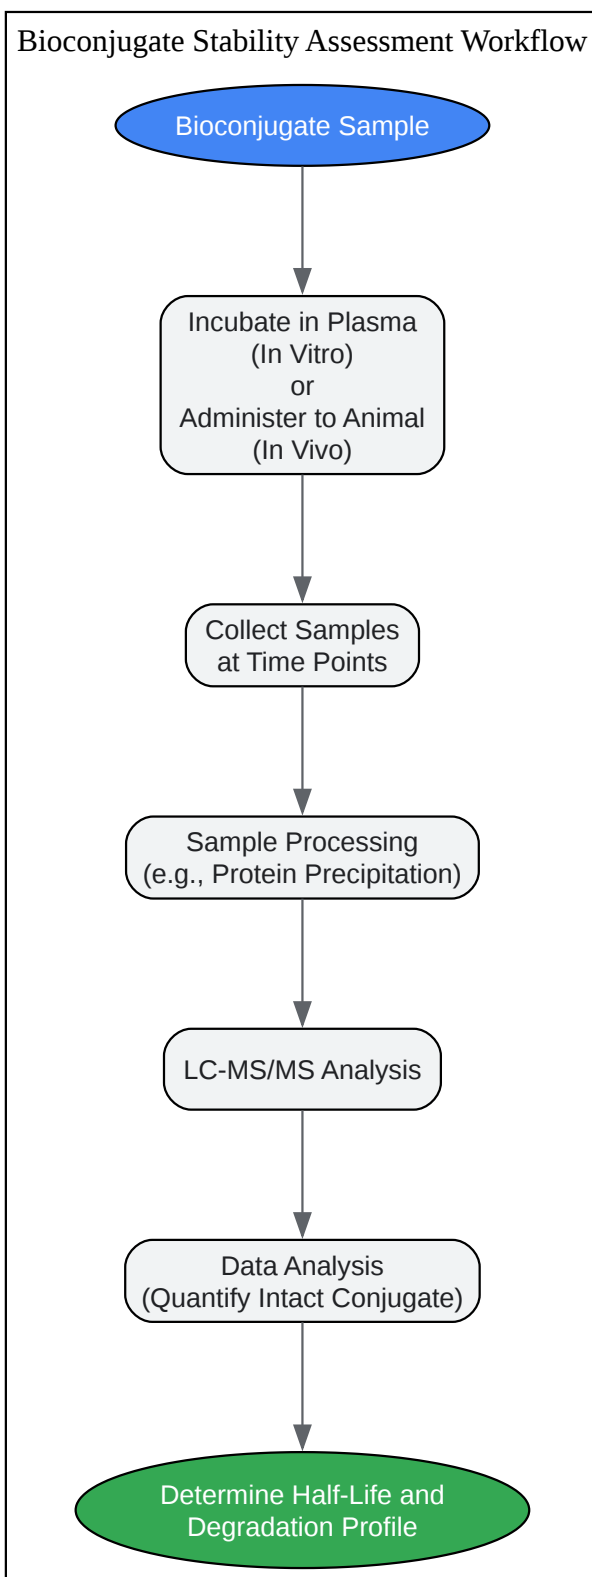 Bioconjugate Stability Assessment Workflow
Bioconjugate Sample
Incubate in Plasma
(In Vitro)
or
Administer to Animal
(In Vivo)
Collect Samples
at Time Points
Sample Processing
(e.g., Protein Precipitation)
LC-MS/MS Analysis
Data Analysis
(Quantify Intact Conjugate)
Determine Half-Life and
Degradation Profile